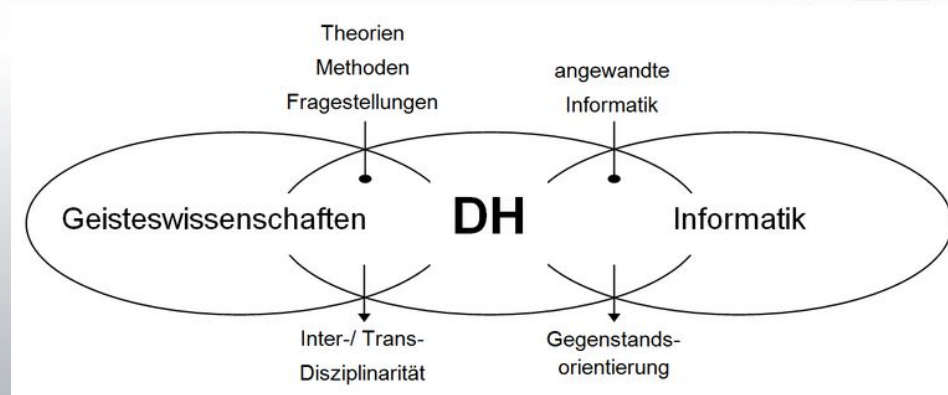 Theorien
Methoden
Fragestellungen
angewandte
Informatik
Geisteswissenschaften
DH
Informatik
Inter-/ Trans-
Disziplinarität
Gegenstands-
orientierung